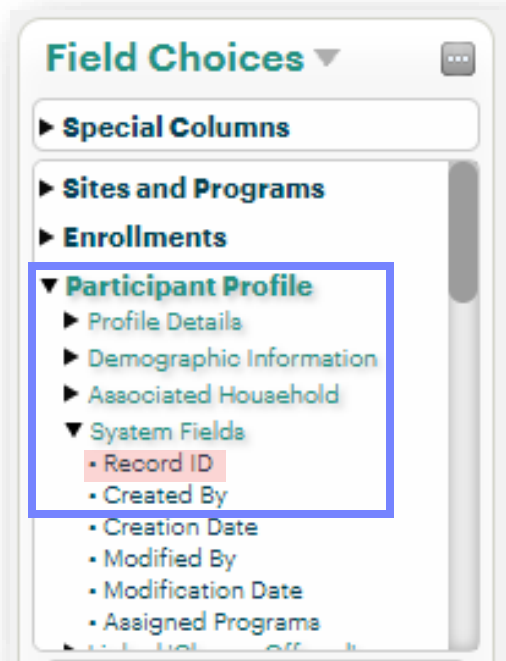 Field Choices
Special Columns
Sites and Programs
Enrollments
Participant Profile
Profile Details
Demographic Information
Associated Household
System Fields
• Record ID
• Created By
• Creation Date
• Modified By
• Modification Date
• Assigned Programs